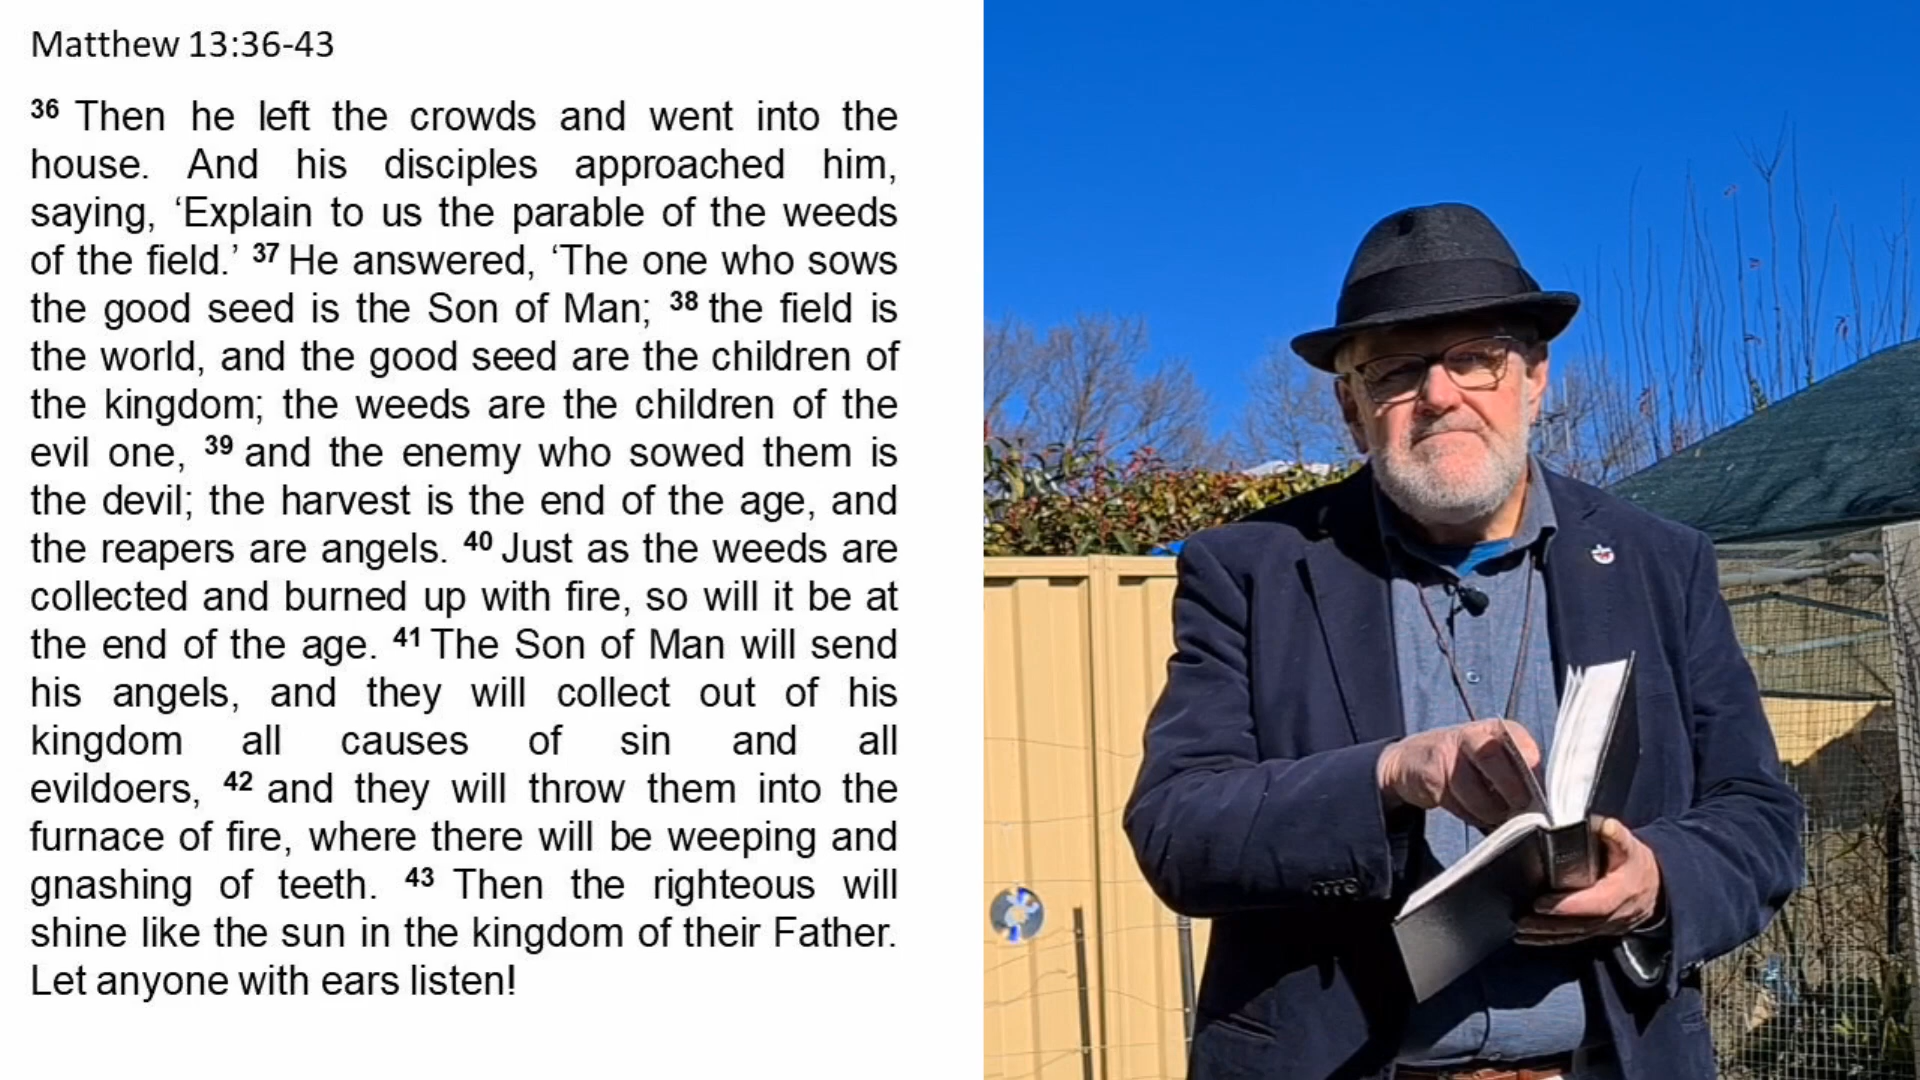 Matthew 13:36-43
36 Then he left the crowds and went into the
house. And his disciples approached him,
saying, ‘Explain to us the parable of the weeds
of the field.’ 37 He answered, ‘The one who sows
the good seed is the Son of Man; 38 the field is
the world, and the good seed are the children of
the kingdom; the weeds are the children of the
evil one, 39 and the enemy who sowed them is
the devil; the harvest is the end of the age, and
the reapers are angels. 40 Just as the weeds are
collected and burned up with fire, so will it be at
the end of the age. 41 The Son of Man will send
his angels, and they will collect out of his
kingdom all causes of sin and all
evildoers, 42 and they will throw them into the
furnace of fire, where there will be weeping and
gnashing of teeth. 43 Then the righteous will
shine like the sun in the kingdom of their Father.
Let anyone with ears listen!